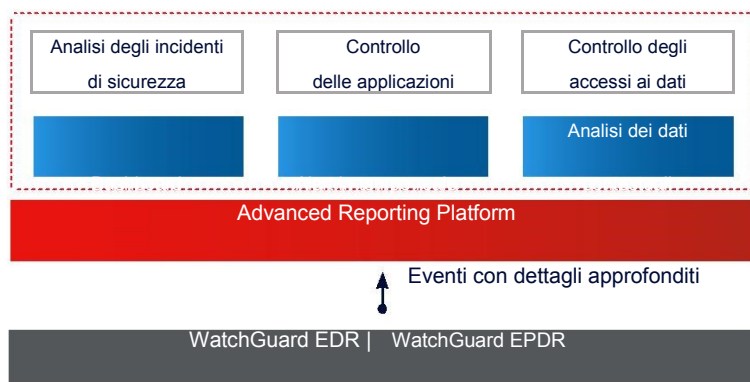 Analisi degli incidenti
di sicurezza
Controllo
delle applicazioni
Controllo degli
accessi ai dati
Analisi dei dati
Advanced Reporting Platform
Eventi con dettagli approfonditi
WatchGuard EDR | WatchGuard EPDR